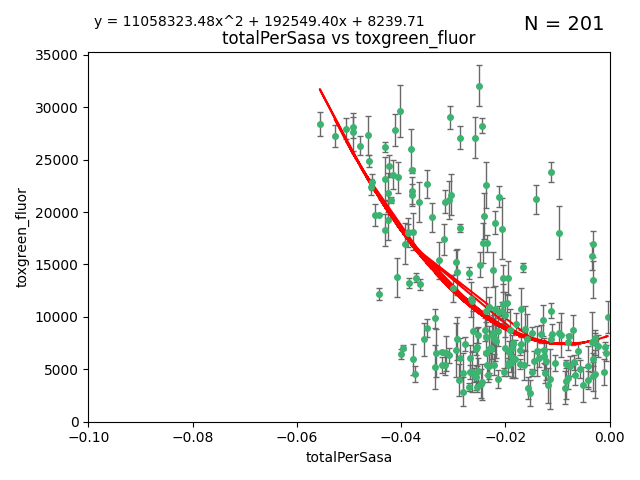 y = 11058323.48x^2 + 192549.40x + 8239.71
N = 201
totalPerSasa vs toxgreen_fluor
35000
30000
25000
20000
15000
10000
5000
0
toxgreen_fluor
−0.10
−0.08
−0.06
−0.04
−0.02
0.00
totalPerSasa